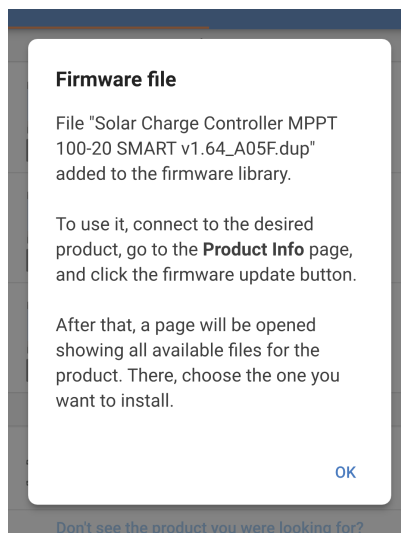 Firmware file
File "Solar Charge Controller MPPT
100-20 SMART v1.64_A05F.dup"
added to the firmware library.
To use it, connect to the desired
product, go to the Product Info page,
and click the firmware update button.
After that, a page will be opened
showing all available files for the
product. There, choose the one you
want to install.
OK
Don't see the product you were looking for?